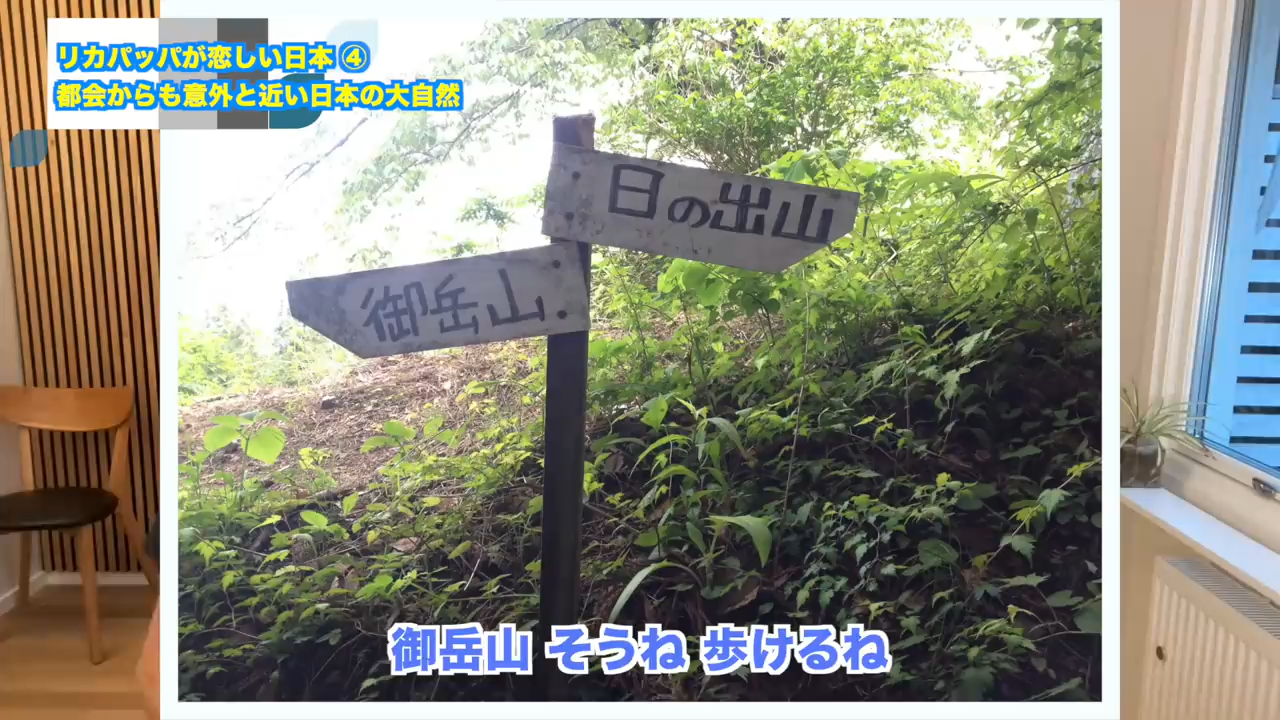 リカパッパが恋しい日本 ④
都会からも意外と近い日本の大自然
日の出山
御岳山
御岳山 そうね 歩けるね